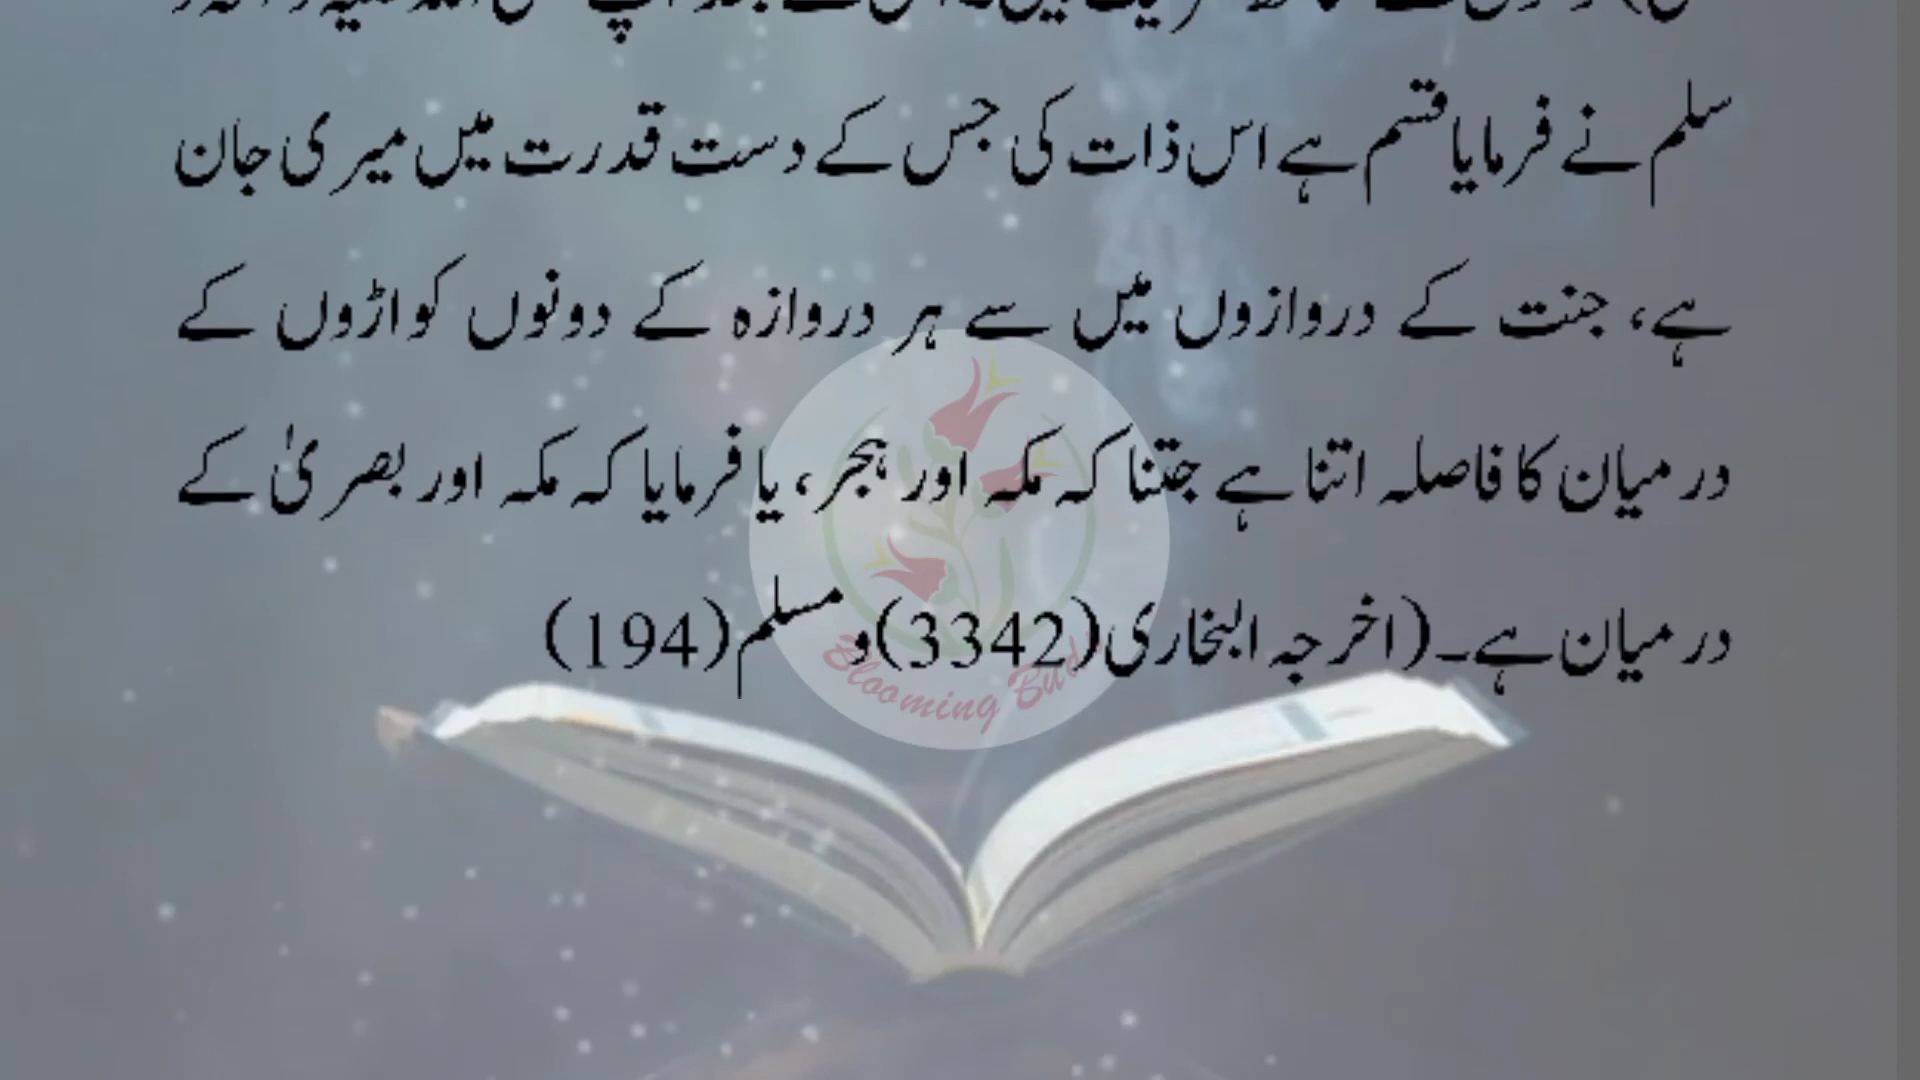 سلم نے فرمایا قسم ہے اس ذات کی جس کے دست قدرت میں میری جان
ہے، جنت کے دروازوں میں سے ہر دروازہ کے دونوں کواڑوں کے
درمیان کا فاصلہ اتنا ہے جتنا کہ مکہ اور ہجر، یا فرمایا کہ مکہ اور بصریٰ کے
درمیان ہے۔ (اخرجہ البخاری(3342)و مسلم(194)
Blooming Bud